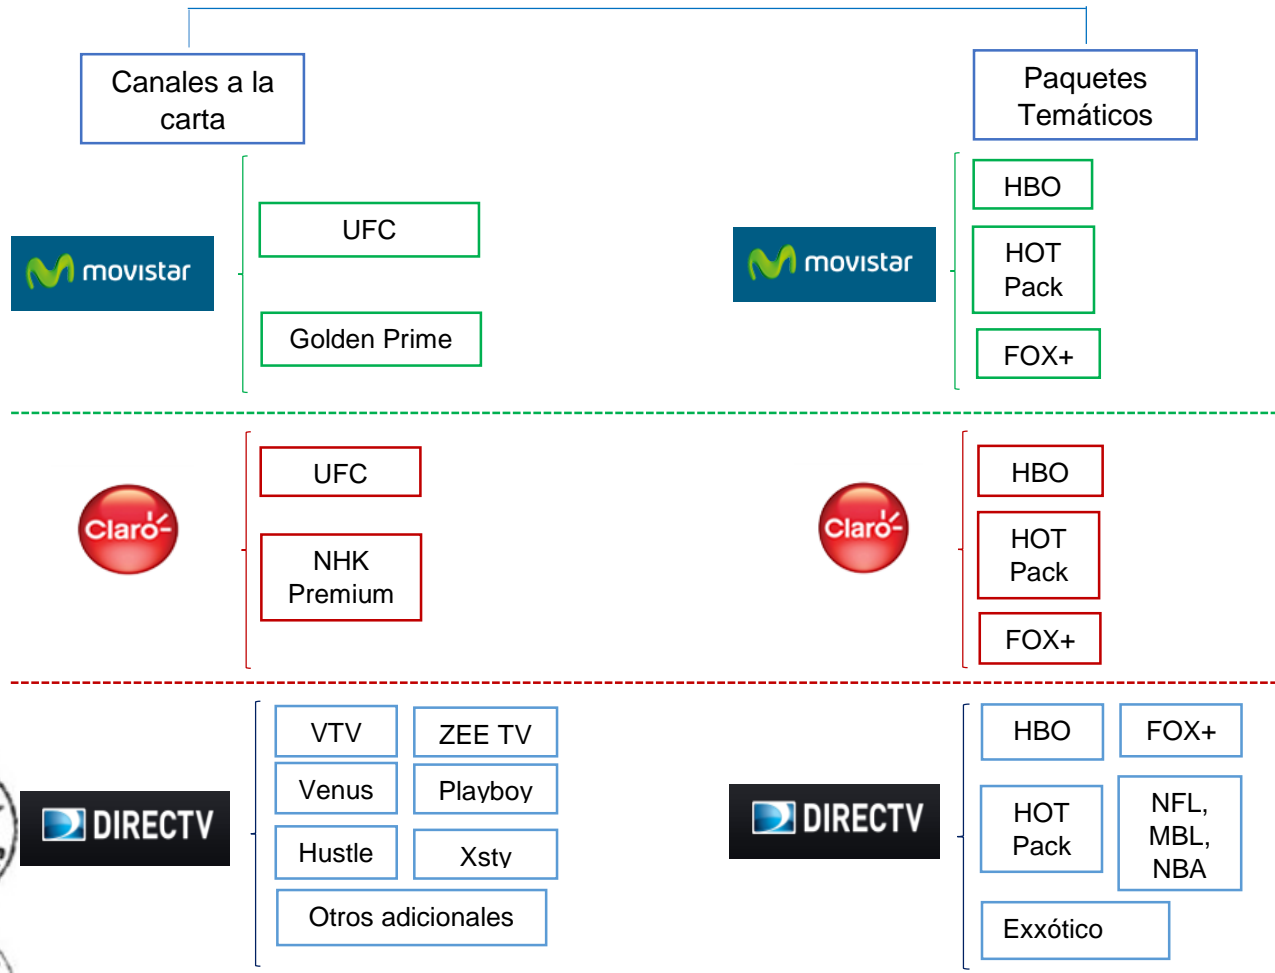 Canales a la
carta
Paquetes
Temáticos
movistar
UFC
Golden Prime
movistar
HBO
HOT
Pack
FOX+
Claro
UFC
NHK
Premium
Claro
HBO
HOT
Pack
FOX+
DIRECTV
VTV
ZEE TV
Venus
Playboy
Hustle
Xsty
Otros adicionales
DIRECTV
HBO
FOX+
HOT
Pack
NFL,
MBL,
NBA
Exxótico